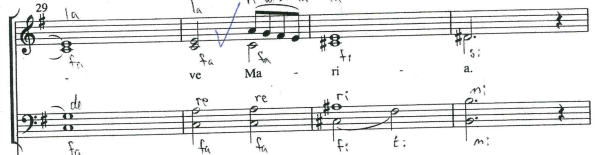 29
la la
fa fa fa fi si
- ve Ma - ri - a.
de re re ri mi
fa fa fa fi ti mi